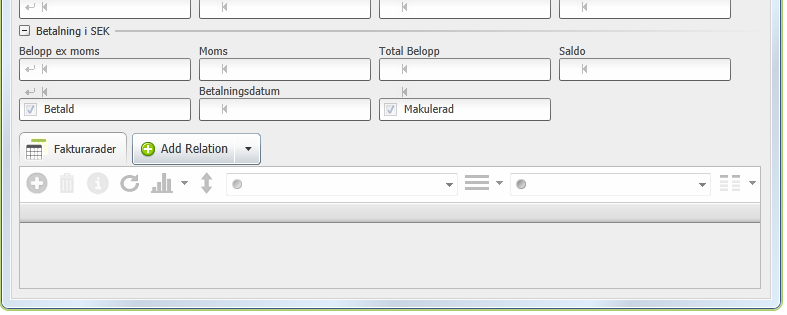 Betalning i SEK
Belopp ex moms Moms Total Belopp Saldo
Betalningsdatum
Betald Makulerad
Fakturarader Add Relation